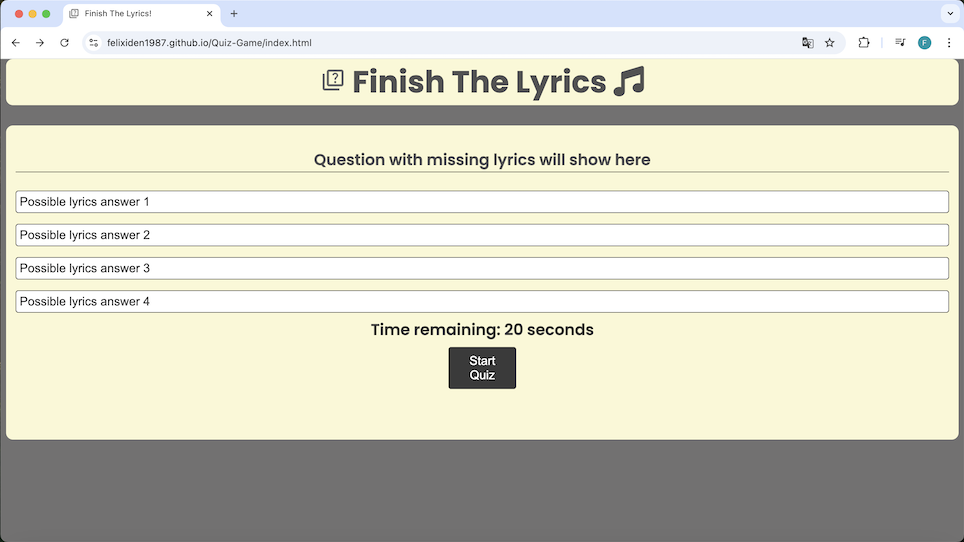 Finish The Lyrics!
felixiden1987.github.io/Quiz-Game/index.html
F
Finish The Lyrics
Question with missing lyrics will show here
Possible lyrics answer 1
Possible lyrics answer 2
Possible lyrics answer 3
Possible lyrics answer 4
Time remaining: 20 seconds
Start
Quiz